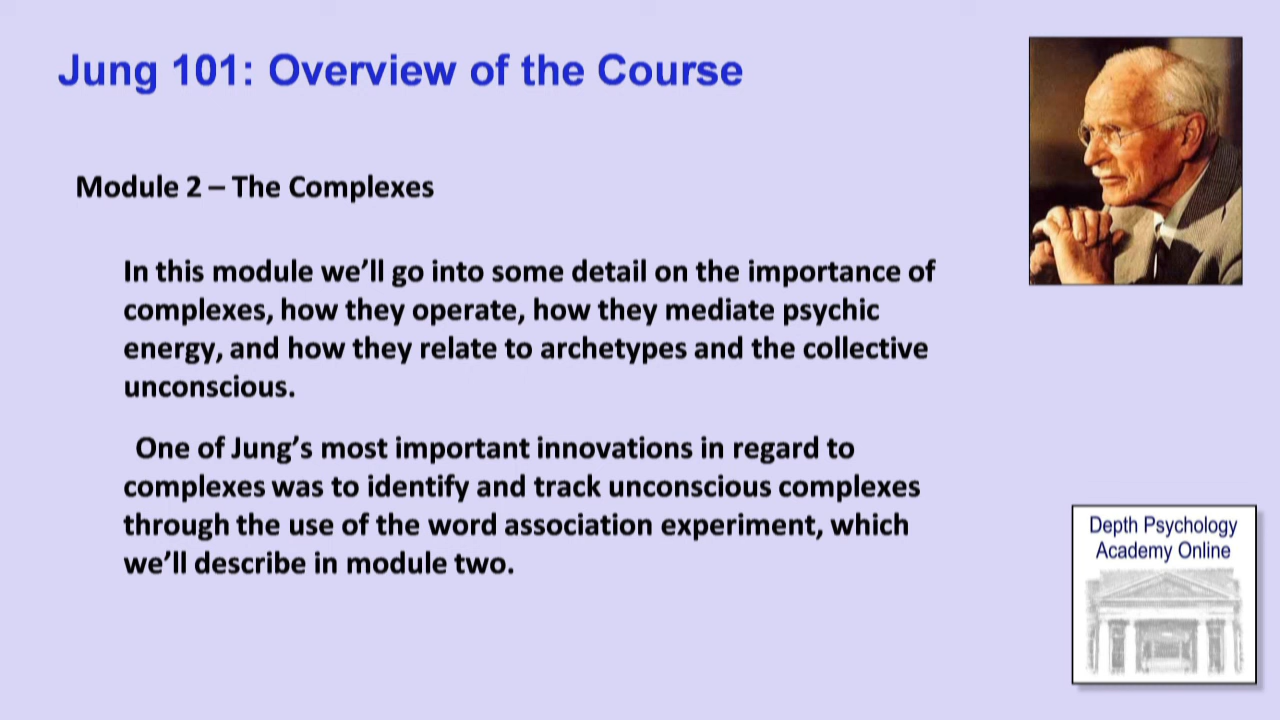 Jung 101: Overview of the Course
Module 2 – The Complexes
In this module we’ll go into some detail on the importance of
complexes, how they operate, how they mediate psychic
energy, and how they relate to archetypes and the collective
unconscious.
One of Jung’s most important innovations in regard to
complexes was to identify and track unconscious complexes
through the use of the word association experiment, which
we’ll describe in module two.
Depth Psychology
Academy Online